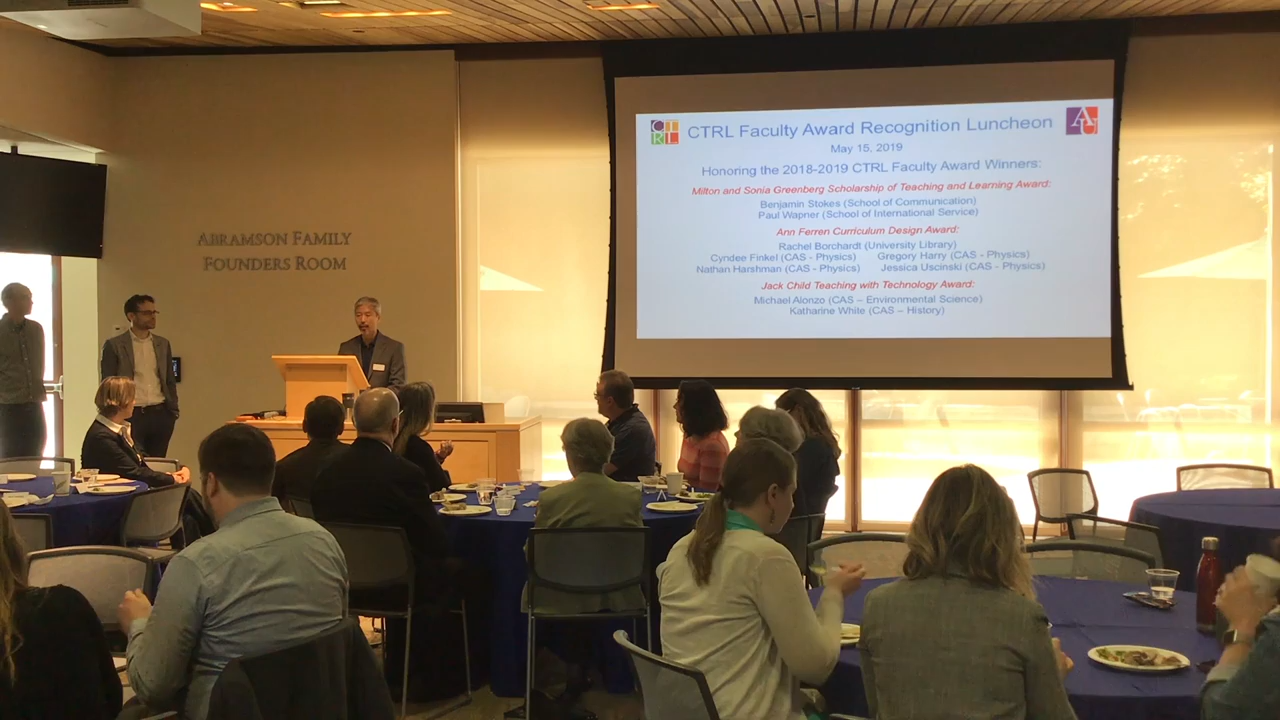 ABRAMSON FAMILY
FOUNDERS ROOM
CTRL
CTRL Faculty Award Recognition Luncheon
AU
May 15, 2019
Honoring the 2018-2019 CTRL Faculty Award Winners:
Milton and Sonia Greenberg Scholarship of Teaching and Learning Award:
Benjamin Stokes (School of Communication)
Paul Wapner (School of International Service)
Ann Ferren Curriculum Design Award:
Rachel Borchardt (University Library)
Cyndee Finkel (CAS - Physics) Gregory Harry (CAS - Physics)
Nathan Harshman (CAS - Physics) Jessica Uscinski (CAS - Physics)
Jack Child Teaching with Technology Award:
Michael Alonzo (CAS – Environmental Science)
Katharine White (CAS – History)